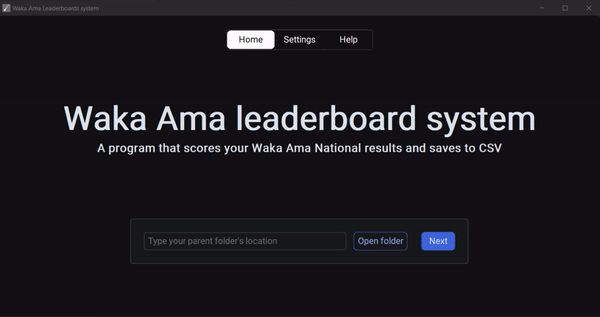 Waka Ama Leaderboards system
Home Settings Help
Waka Ama leaderboard system
A program that scores your Waka Ama National results and saves to CSV
Type your parent folder's location Open folder Next